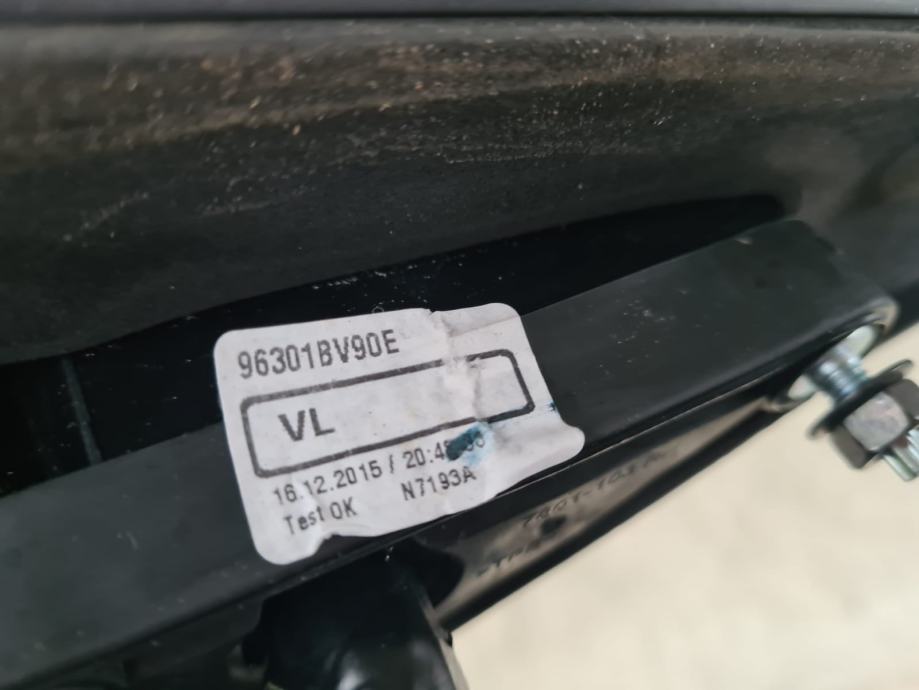 96301BV90E
VL
16.12.2015 / 20:4
Test OK N7193A